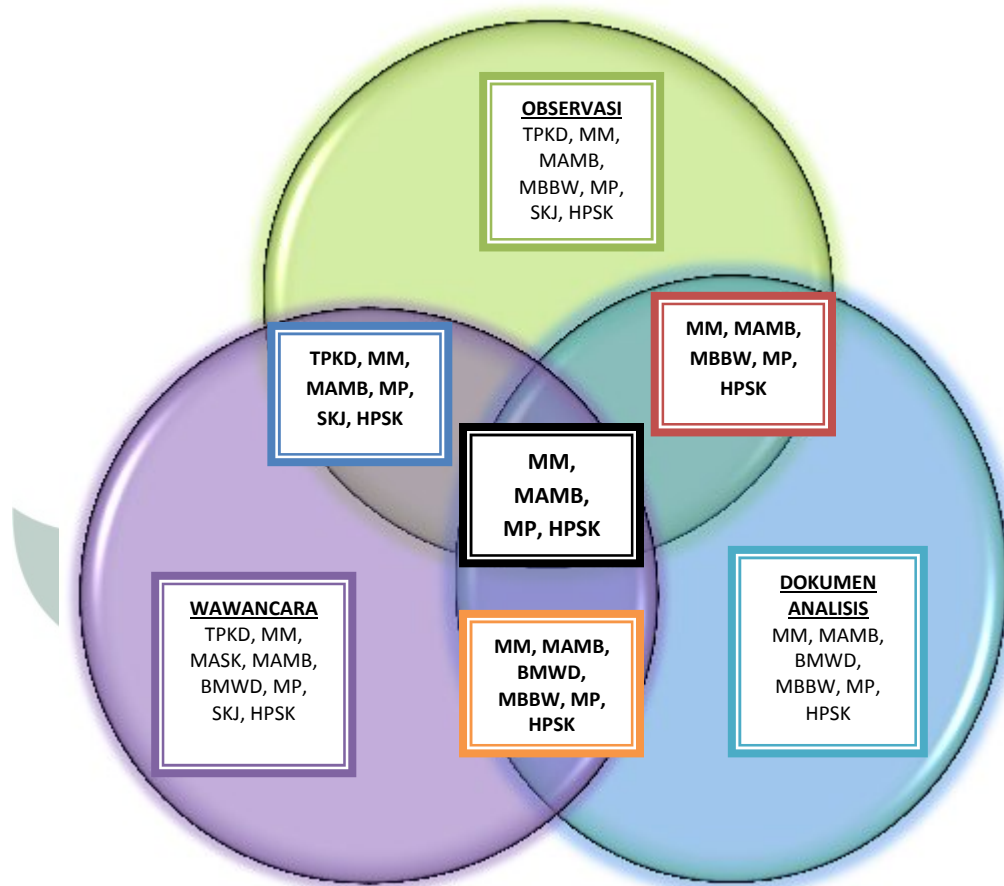 OBSERVASI
TPKD, MM,
MAMB,
MBBW, MP,
SKJ, HPSK
TPKD, MM,
MAMB, MP,
SKJ, HPSK
MM, MAMB,
MBBW, MP,
HPSK
MM,
MAMB,
MP, HPSK
WAWANCARA
TPKD, MM,
MASK, MAMB,
BMWD, MP,
SKJ, HPSK
MM, MAMB,
BMWD,
MBBW, MP,
HPSK
DOKUMEN
ANALISIS
MM, MAMB,
BMWD,
MBBW, MP,
HPSK